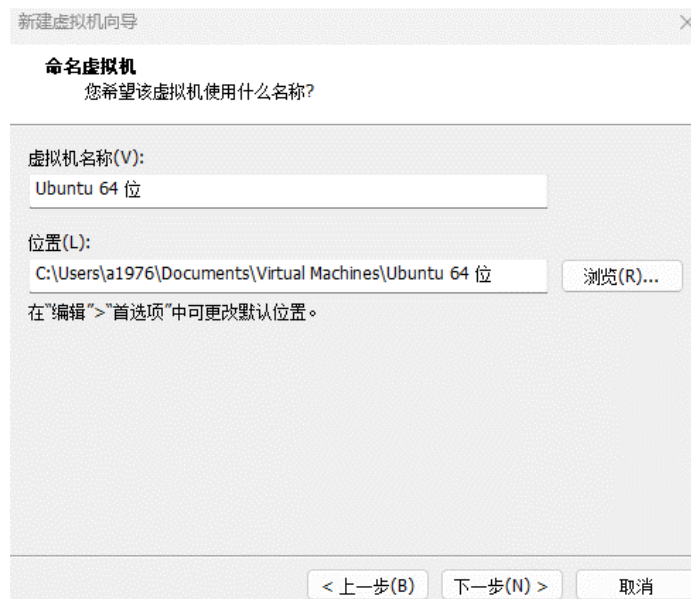 新建虚拟机向导
命名虚拟机
您希望该虚拟机使用什么名称?
虚拟机名称(V):
Ubuntu 64 位
位置(L):
C:\Users\a1976\Documents\Virtual Machines\Ubuntu 64 位
浏览(R)...
在"编辑">"首选项"中可更改默认位置。
< 上一步(B)
下一步(N) >
取消